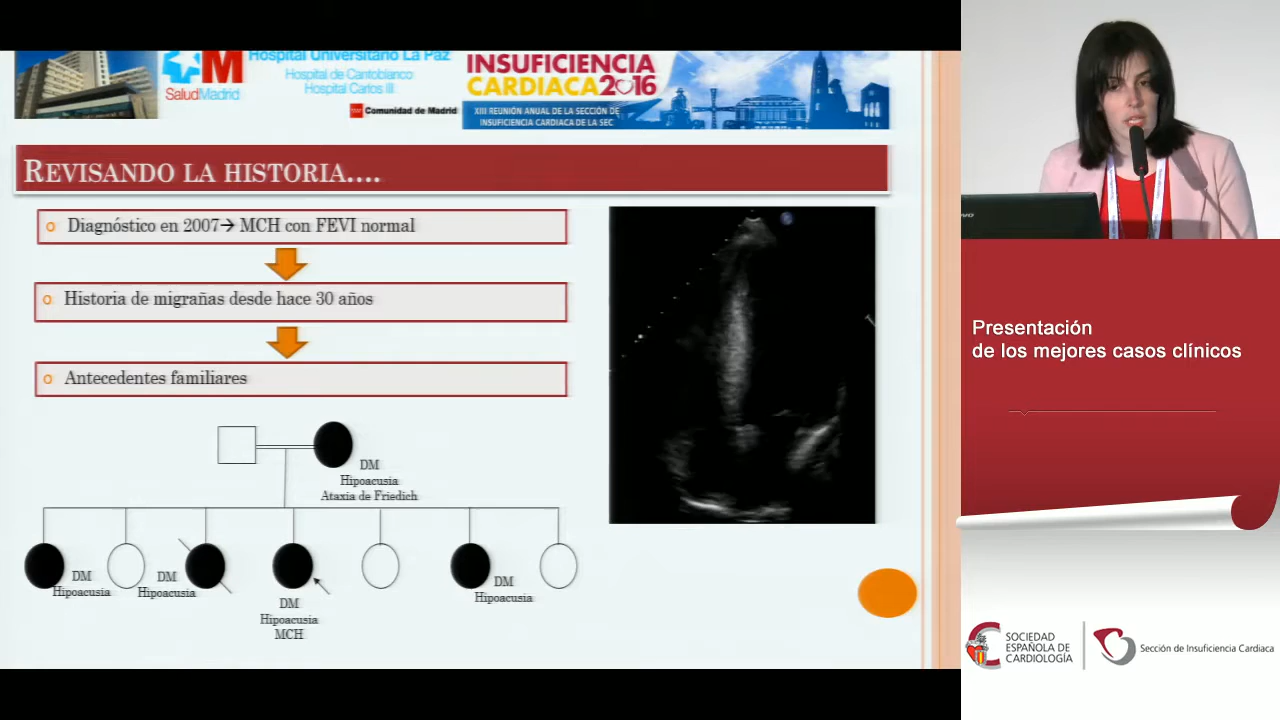 Hospital Universitario La Paz
Hospital de Cantoblanco
Hospital Carlos III
SaludMadrid
Comunidad de Madrid
INSUFICIENCIA
CARDIACA2016
XIII REUNIÓN ANUAL DE LA SECCIÓN DE
INSUFICIENCIA CARDIACA DE LA SEC
REVISANDO LA HISTORIA....
Diagnóstico en 2007→ MCH con FEVI normal
Historia de migrañas desde hace 30 años
Antecedentes familiares
DM
Hipoacusia
Ataxia de Friedich
DM
Hipoacusia
DM
Hipoacusia
DM
Hipoacusia
MCH
DM
Hipoacusia
Presentación
de los mejores casos clínicos
SOCIEDAD
ESPAÑOLA DE
CARDIOLOGÍA
Sección de Insuficiencia Cardiaca